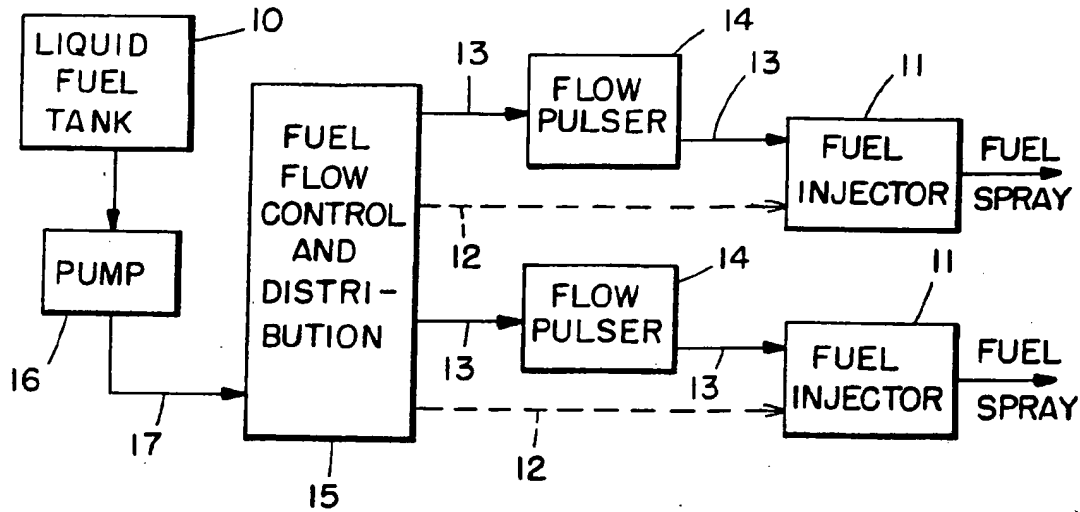 10
LIQUID
FUEL
TANK
PUMP
16
17
FUEL
FLOW
CONTROL
AND
DISTRI-
BUTION
15
13
14
FLOW
PULSER
13
11
FUEL
INJECTOR
FUEL
SPRAY
12
13
14
FLOW
PULSER
13
11
FUEL
INJECTOR
FUEL
SPRAY
12